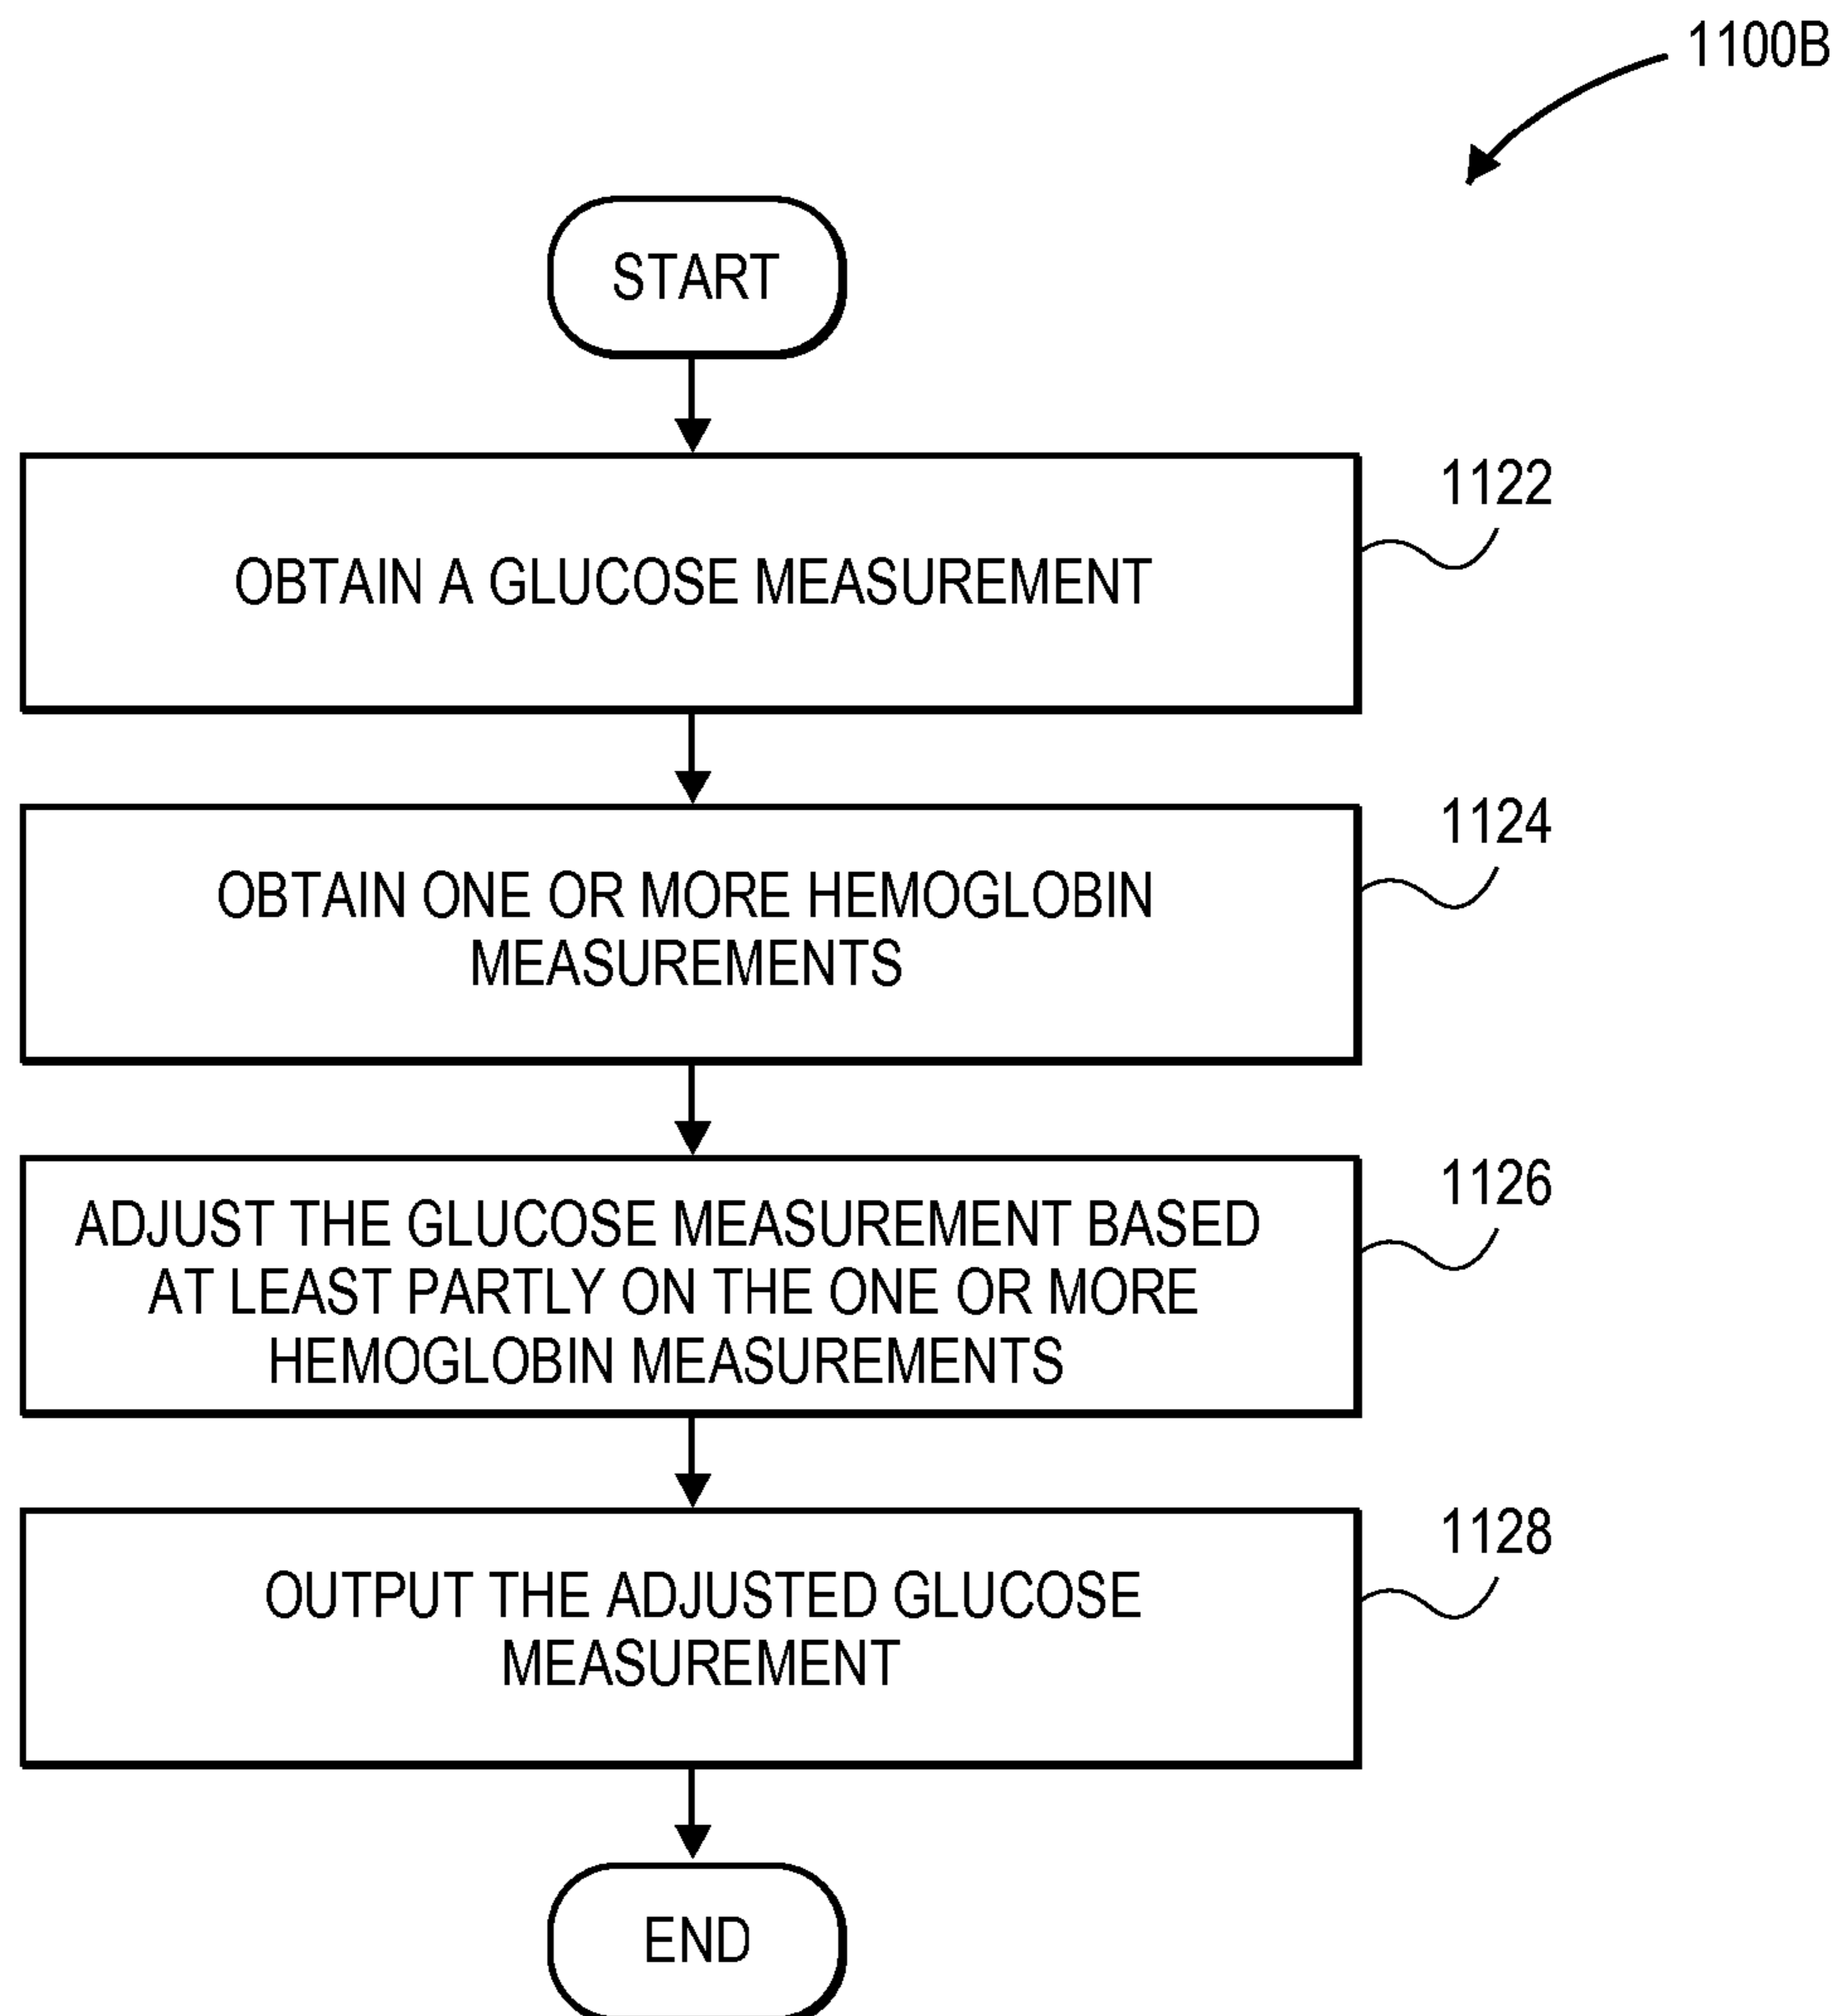 1100B
START
1122
OBTAIN A GLUCOSE MEASUREMENT
1124
OBTAIN ONE OR MORE HEMOGLOBIN
MEASUREMENTS
1126
ADJUST THE GLUCOSE MEASUREMENT BASED
AT LEAST PARTLY ON THE ONE OR MORE
HEMOGLOBIN MEASUREMENTS
1128
OUTPUT THE ADJUSTED GLUCOSE
MEASUREMENT
END